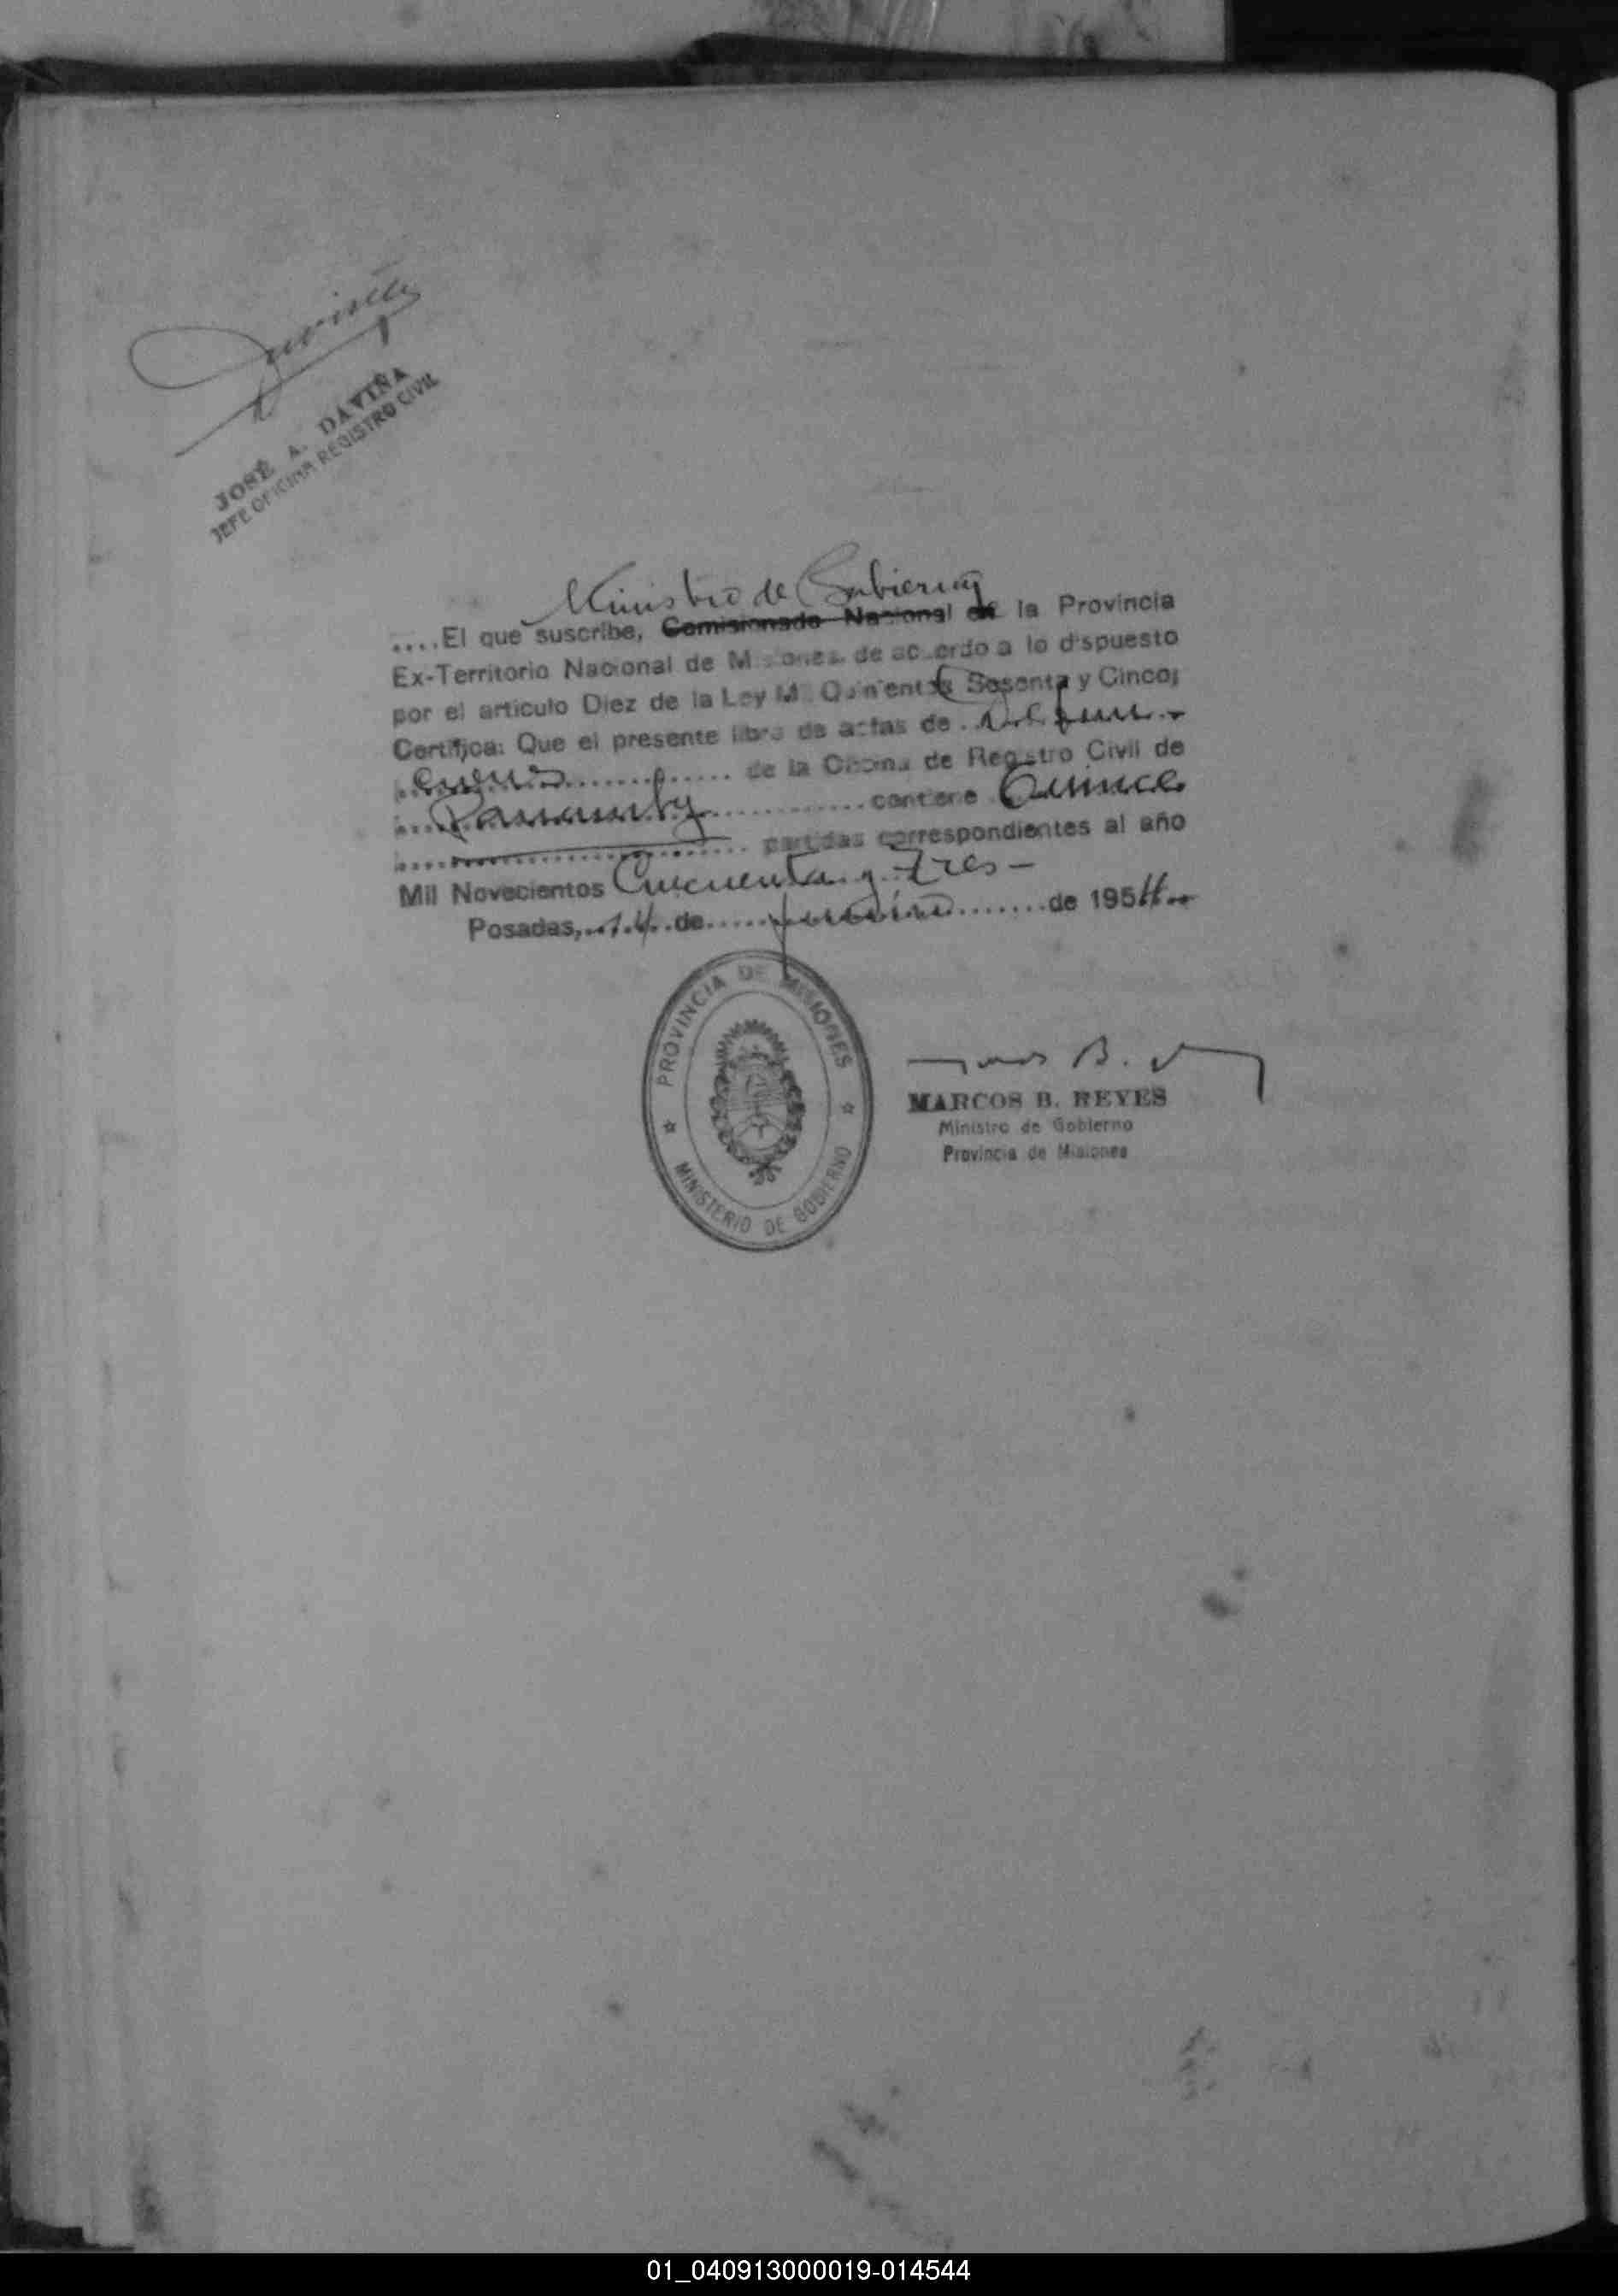 JOSÉ A. DAVIÑA
JEFE OFICINA REGISTRO CIVIL
Ministro de Gobierno
....El que suscribe, Comisionado Nacional de la Provincia
Ex-Territorio Nacional de Misiones, de acuerdo a lo dispuesto
por el artículo Diez de la Ley Mil Quinientos Sesenta y Cinco;
Certifica: Que el presente libro de actas de Defun-
ciones de la Oficina de Registro Civil de
Panambí contiene Quince
partidas correspondientes al año
Mil Novecientos Cincuenta y Tres -
Posadas, 14 de de 1954
PROVINCIA DE MISIONES
MINISTERIO DE GOBIERNO
MARCOS B. REYES
Ministro de Gobierno
Provincia de Misiones
01_040913000019-014544